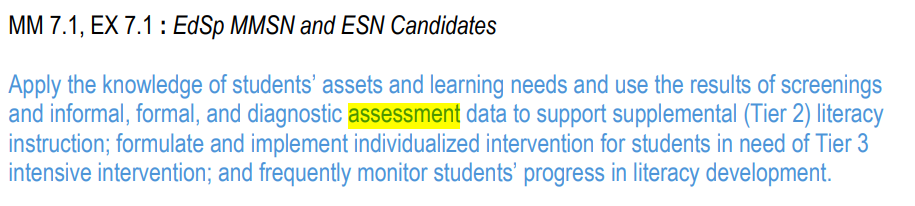 MM 7.1, EX 7.1 : EdSp MMSN and ESN Candidates
Apply the knowledge of students’ assets and learning needs and use the results of screenings
and informal, formal, and diagnostic assessment data to support supplemental (Tier 2) literacy
instruction; formulate and implement individualized intervention for students in need of Tier 3
intensive intervention; and frequently monitor students’ progress in literacy development.